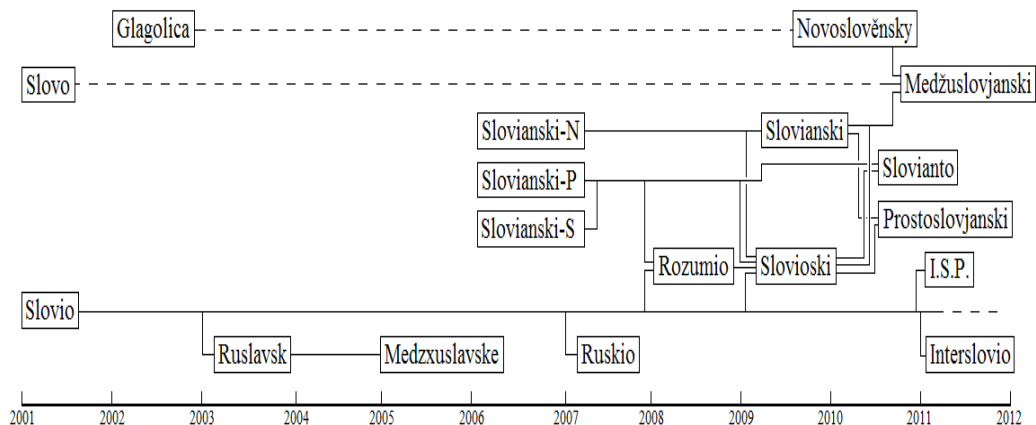 Glagolica
Novoslověnsky
Slovo
Medžuslovjanski
Slovianski-N
Slovianski
Slovianski-P
Slovianto
Slovianski-S
Prostoslovjanski
Rozumio
Slovioski
I.S.P.
Slovio
Ruslavsk
Medzxuslavske
Ruskio
Interslovio
2001 2002 2003 2004 2005 2006 2007 2008 2009 2010 2011 2012